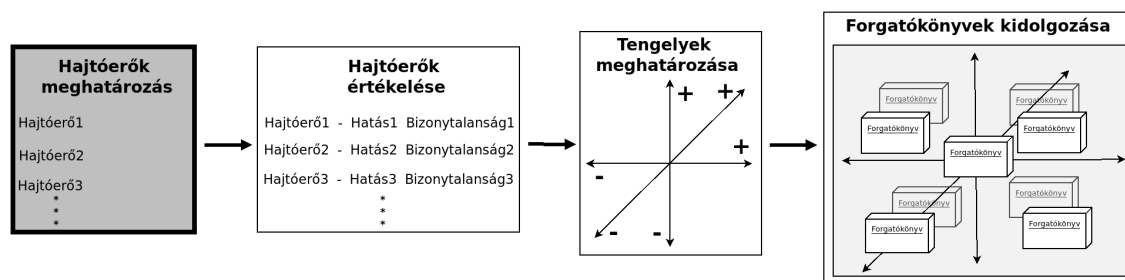 Hajtóerők
meghatározás
Hajtóerő1
Hajtóerő2
Hajtóerő3
*
*
*
Hajtóerők
értékelése
Hajtóerő1 - Hatás1 Bizonytalanság1
Hajtóerő2 - Hatás2 Bizonytalanság2
Hajtóerő3 - Hatás3 Bizonytalanság3
*
*
*
Tengelyek
meghatározása
+ +
+
-
- -
Forgatókönyvek kidolgozása
Forgatókönyv
Forgatókönyv
Forgatókönyv
Forgatókönyv
Forgatókönyv
Forgatókönyv
Forgatókönyv
Forgatókönyv
Forgatókönyv